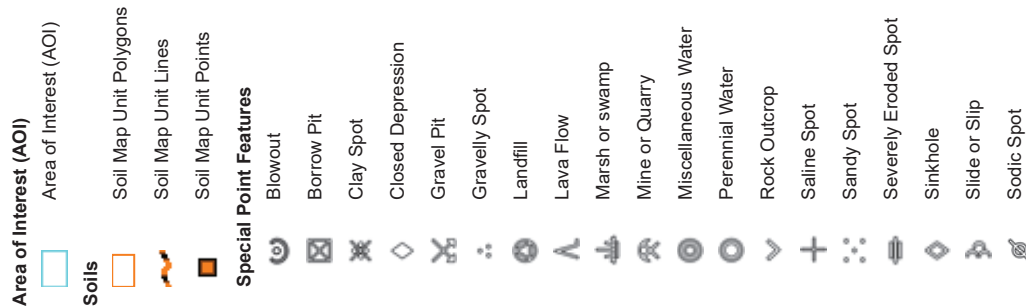 Area of Interest (AOI)
Area of Interest (AOI)
Soils
Soil Map Unit Polygons
Soil Map Unit Lines
Soil Map Unit Points
Special Point Features
Blowout
Borrow Pit
Clay Spot
Closed Depression
Gravel Pit
Gravelly Spot
Landfill
Lava Flow
Marsh or swamp
Mine or Quarry
Miscellaneous Water
Perennial Water
Rock Outcrop
Saline Spot
Sandy Spot
Severely Eroded Spot
Sinkhole
Slide or Slip
Sodic Spot